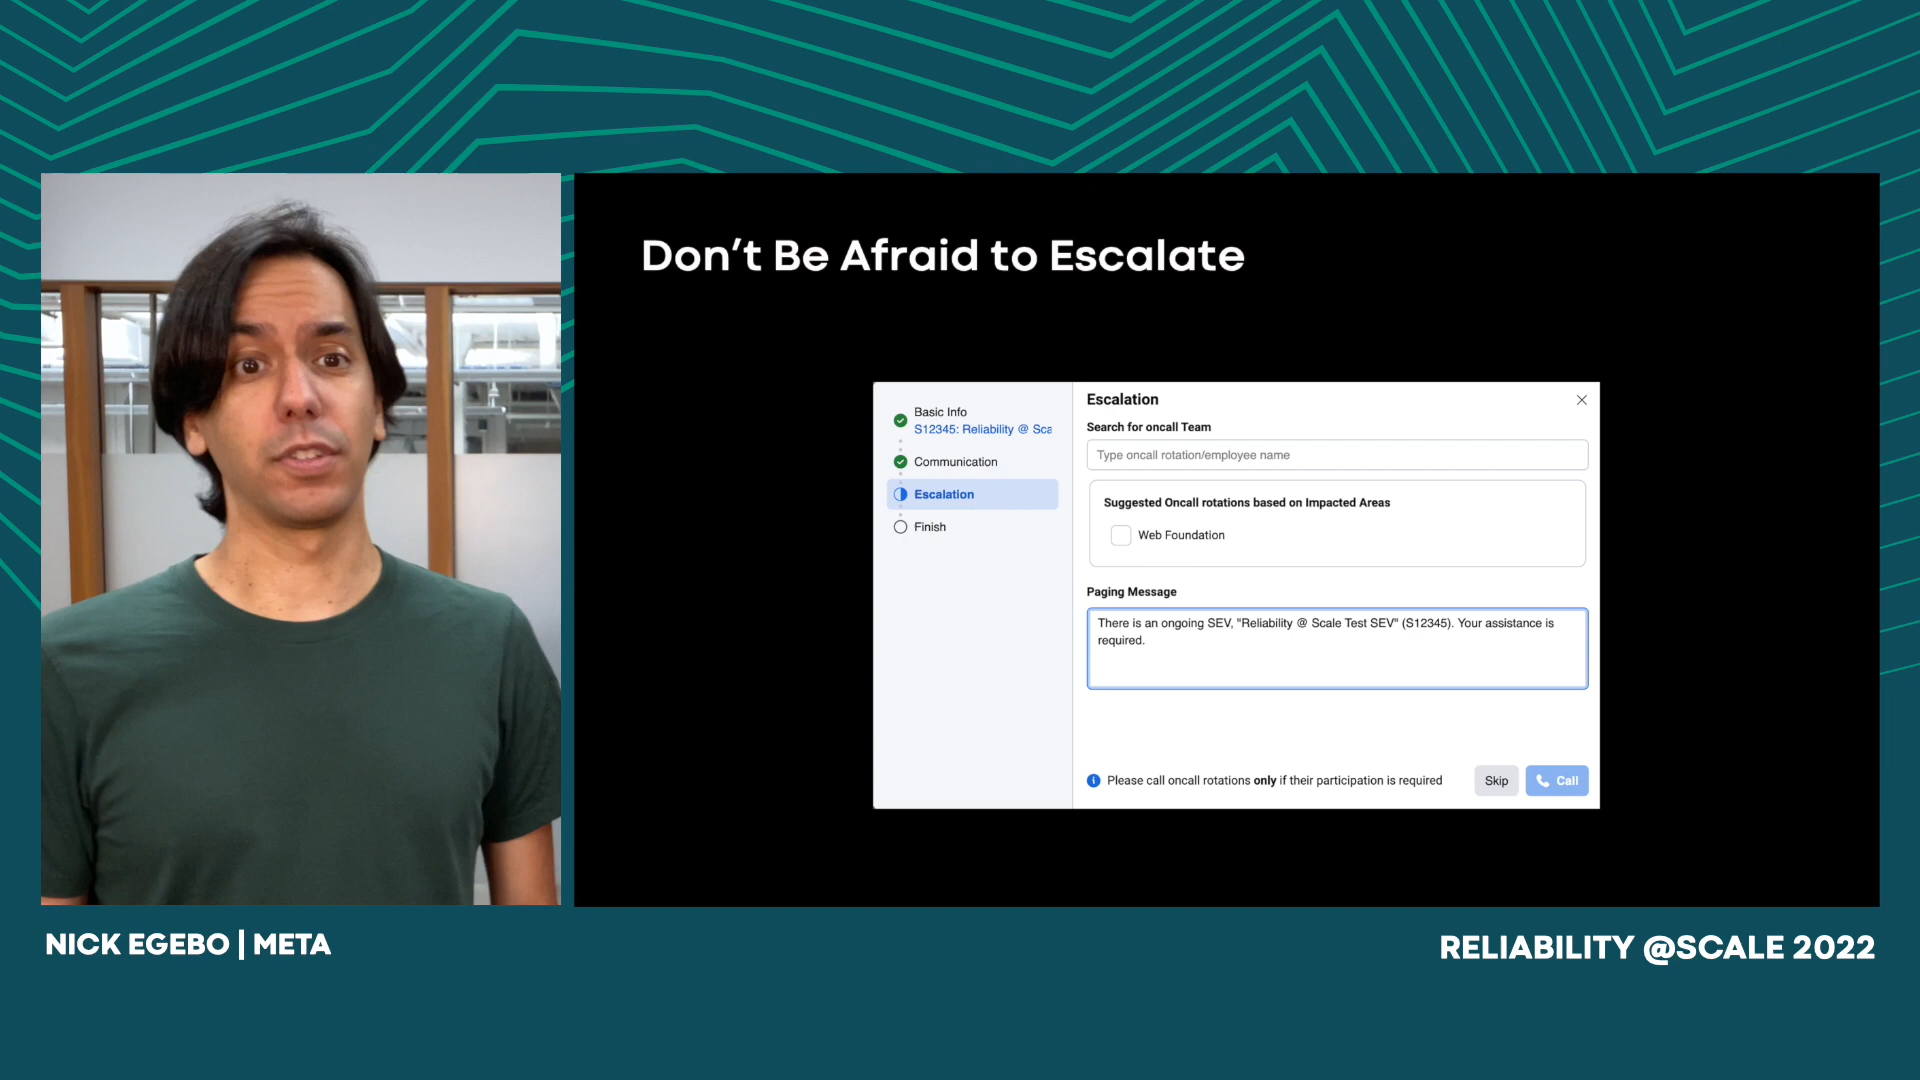 Don't Be Afraid to Escalate
Basic Info
S12345: Reliability @ Sca
Communication
Escalation
Finish
Escalation
Search for oncall Team
Type oncall rotation/employee name
Suggested Oncall rotations based on Impacted Areas
Web Foundation
Paging Message
There is an ongoing SEV, "Reliability @ Scale Test SEV" (S12345). Your assistance is
required.
Please call oncall rotations only if their participation is required
Skip
Call
NICK EGEBO | META
RELIABILITY @SCALE 2022